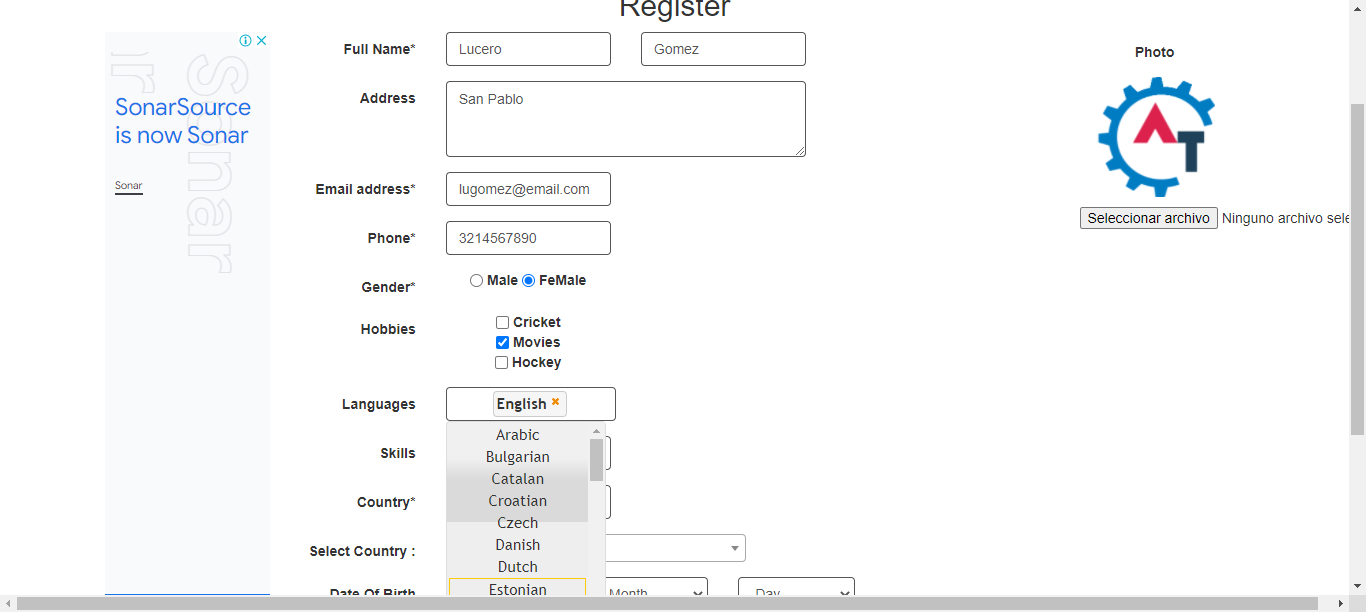 Register
Full Name* Lucero Gomez
Photo
Address San Pablo
SonarSource
is now Sonar
Sonar
Sonar
AT
Email address* lugomez@email.com
Seleccionar archivo Ninguno archivo sele
Phone* 3214567890
Gender* Male FeMale
Hobbies Cricket
Movies
Hockey
Languages English
Arabic
Skills
Bulgarian
Catalan
Country* Croatian
Czech
Select Country : Danish
Dutch
Date Of Birth Estonian Month Day